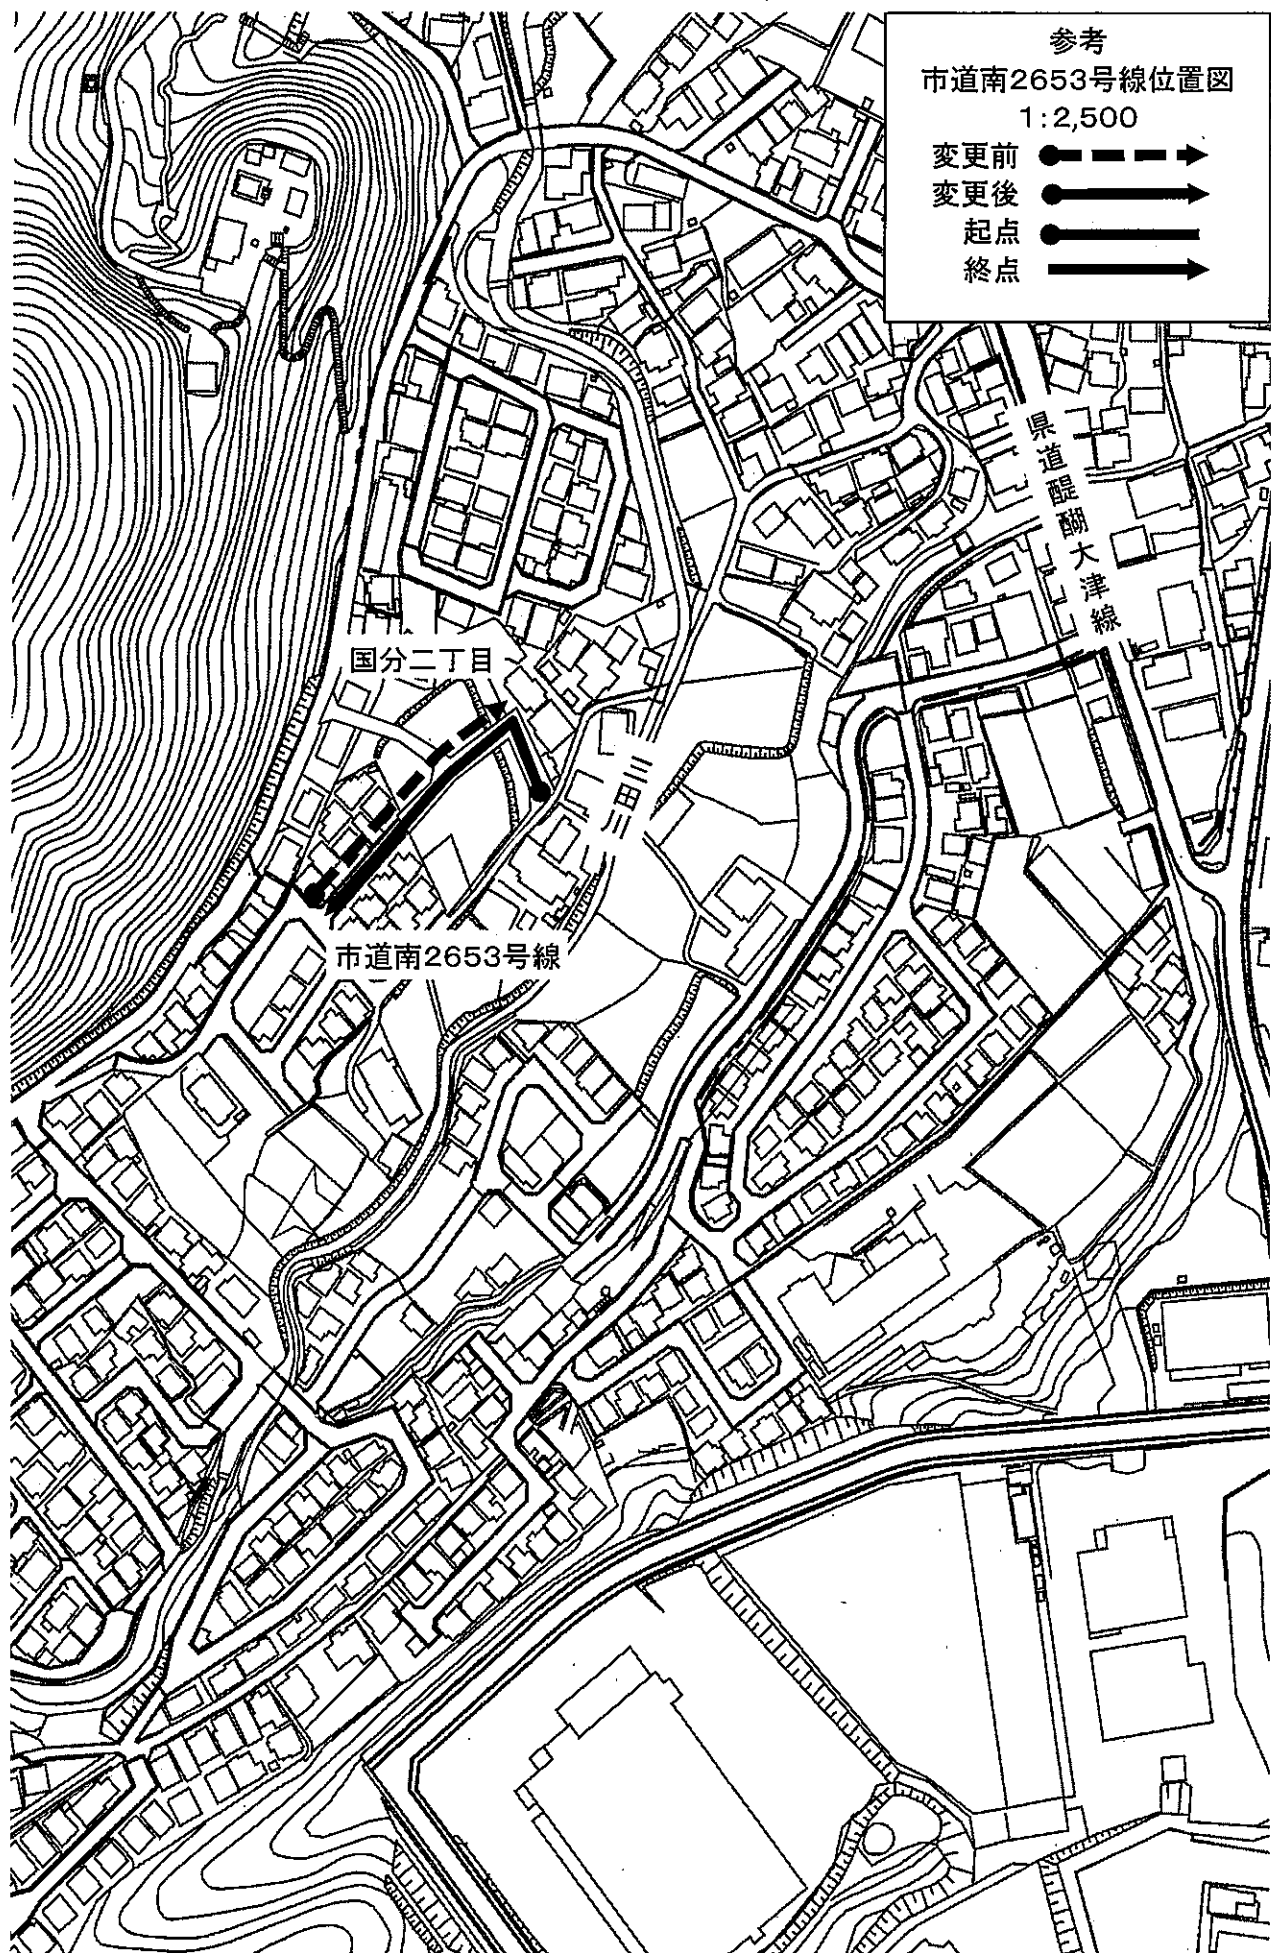 参考
市道南2653号線位置図
1:2,500
変更前
変更後
起点
終点
県道醍醐大津線
国分二丁目
三田川
市道南2653号線